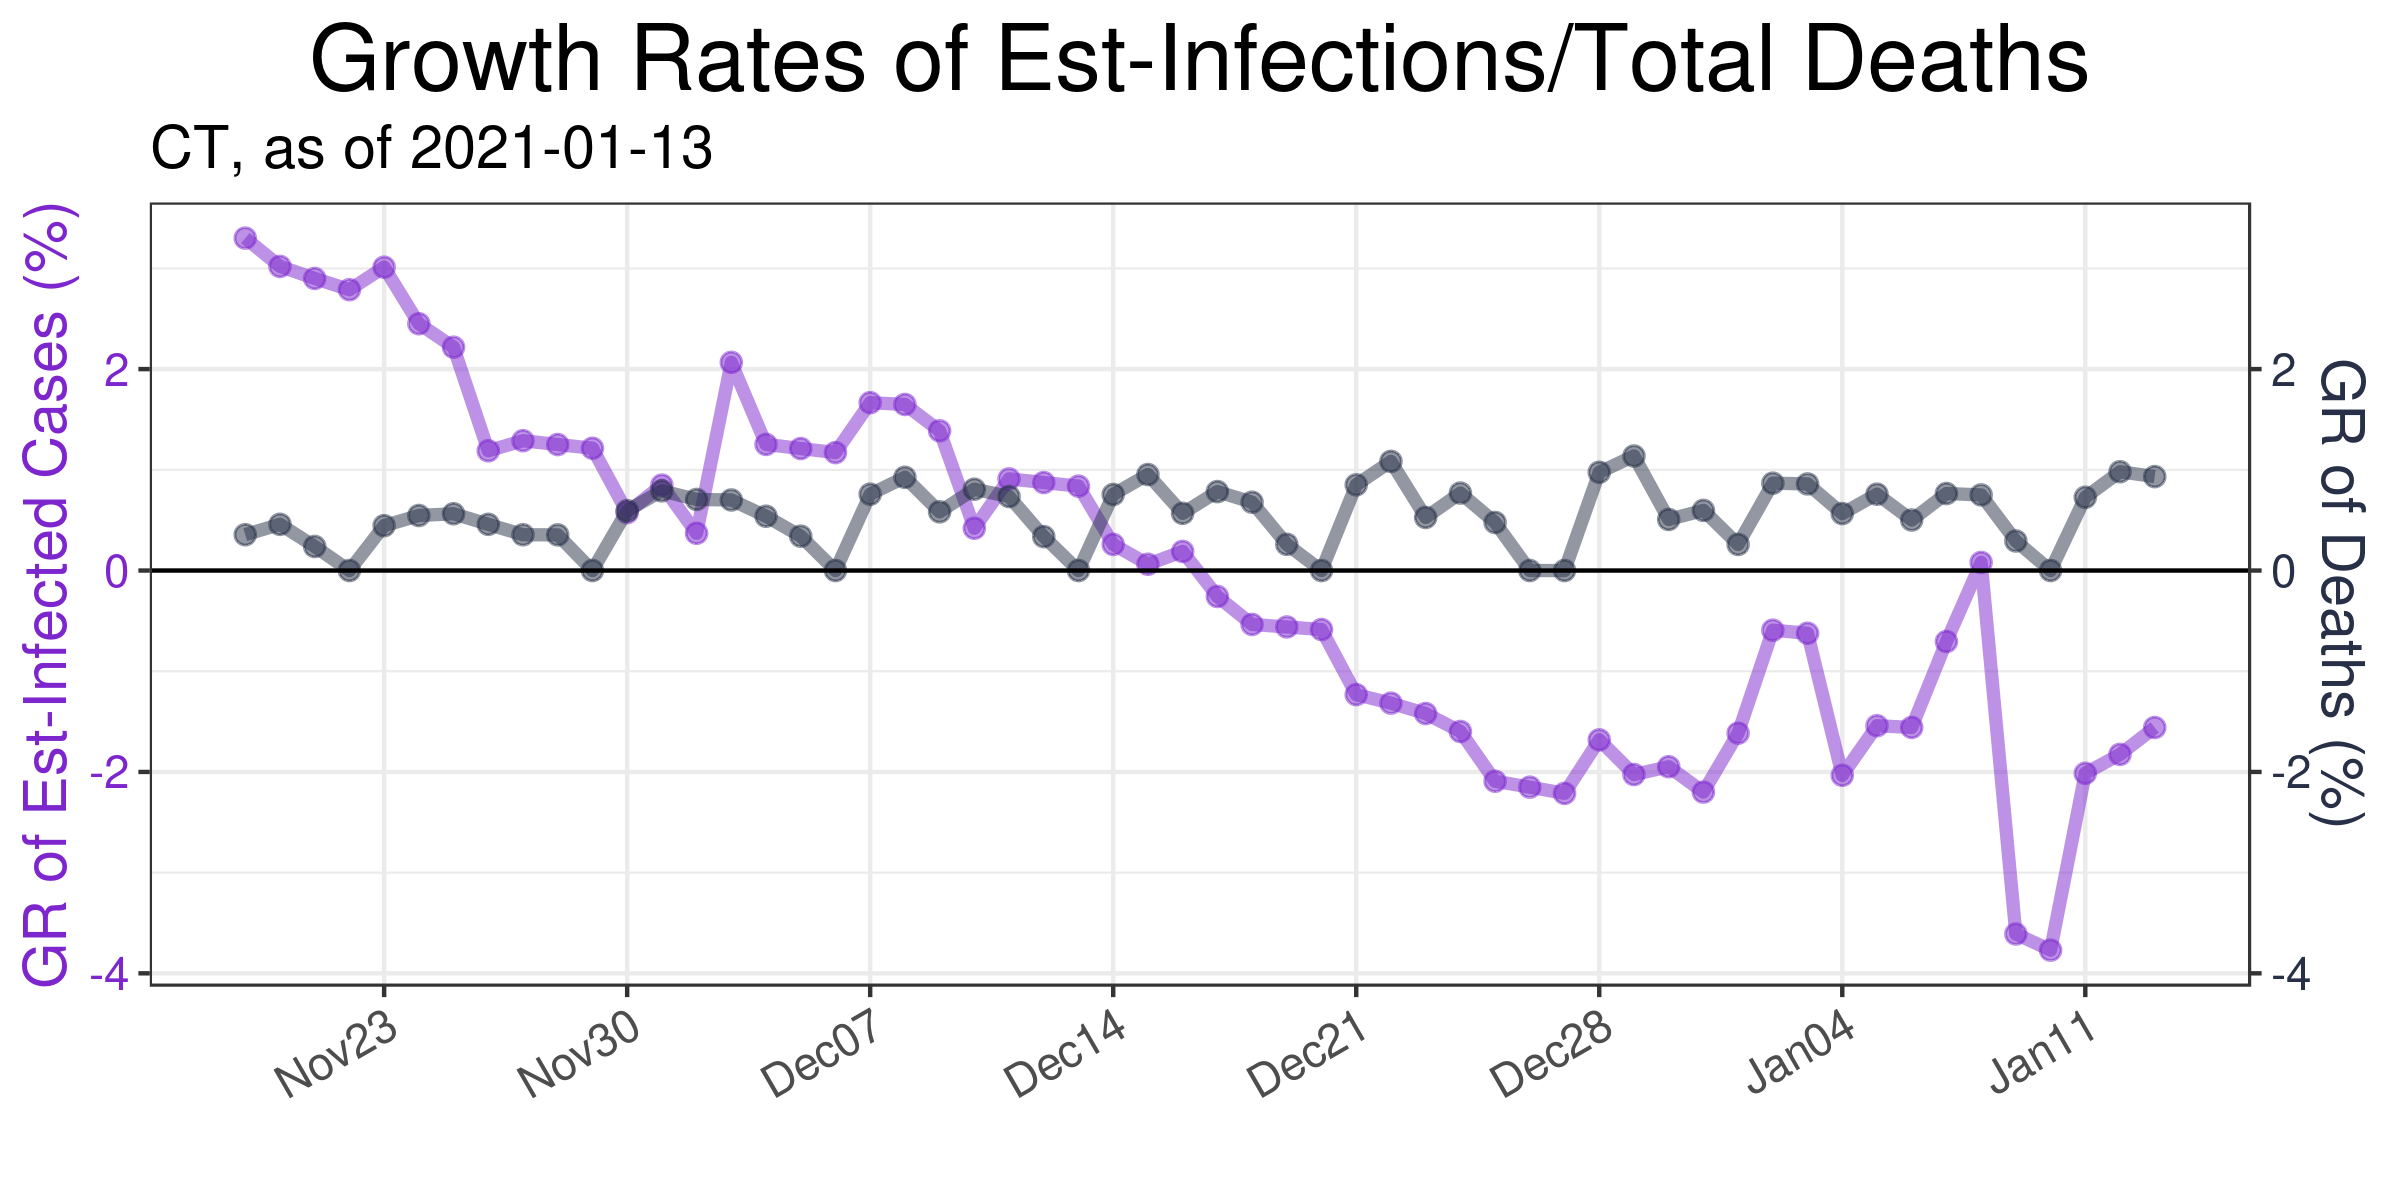 Growth Rates of Est-Infections/Total Deaths
CT, as of 2021-01-13
GR of Est-Infected Cases (%)
2
0
-2
-4
2
0
-2
-4
GR of Deaths (%)
Nov23
Nov30
Dec07
Dec14
Dec21
Dec28
Jan04
Jan11